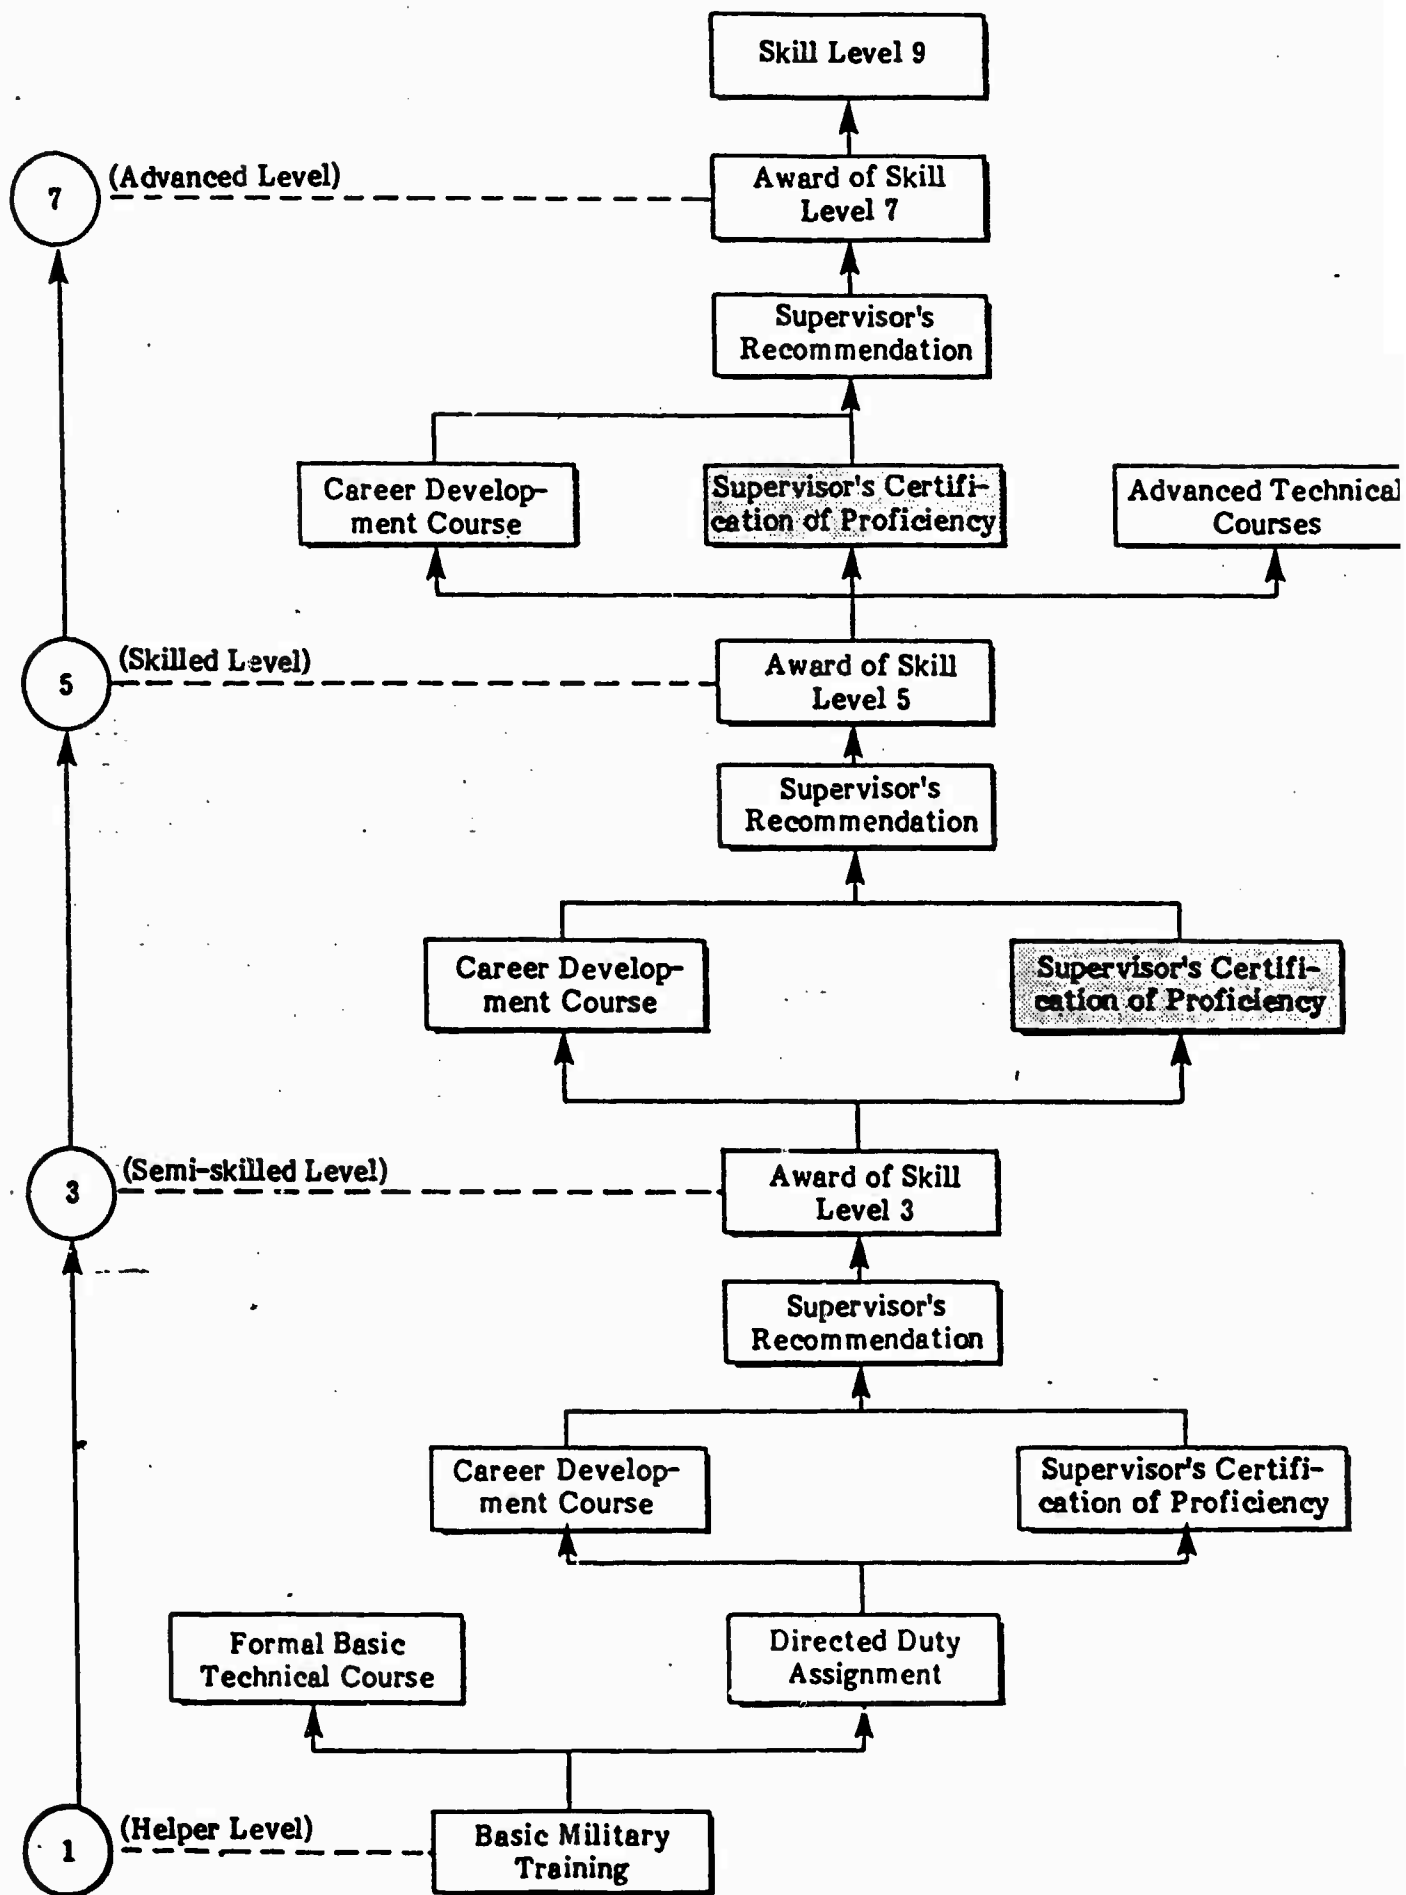 Skill Level 9
7
(Advanced Level)
Award of Skill
Level 7
Supervisor's
Recommendation
Career Develop-
ment Course
Supervisor's Certifi-
cation of Proficiency
Advanced Technical
Courses
5
(Skilled Level)
Award of Skill
Level 5
Supervisor's
Recommendation
Career Develop-
ment Course
Supervisor's Certifi-
cation of Proficiency
3
(Semi-skilled Level)
Award of Skill
Level 3
Supervisor's
Recommendation
Career Develop-
ment Course
Supervisor's Certifi-
cation of Proficiency
Formal Basic
Technical Course
Directed Duty
Assignment
1
(Helper Level)
Basic Military
Training